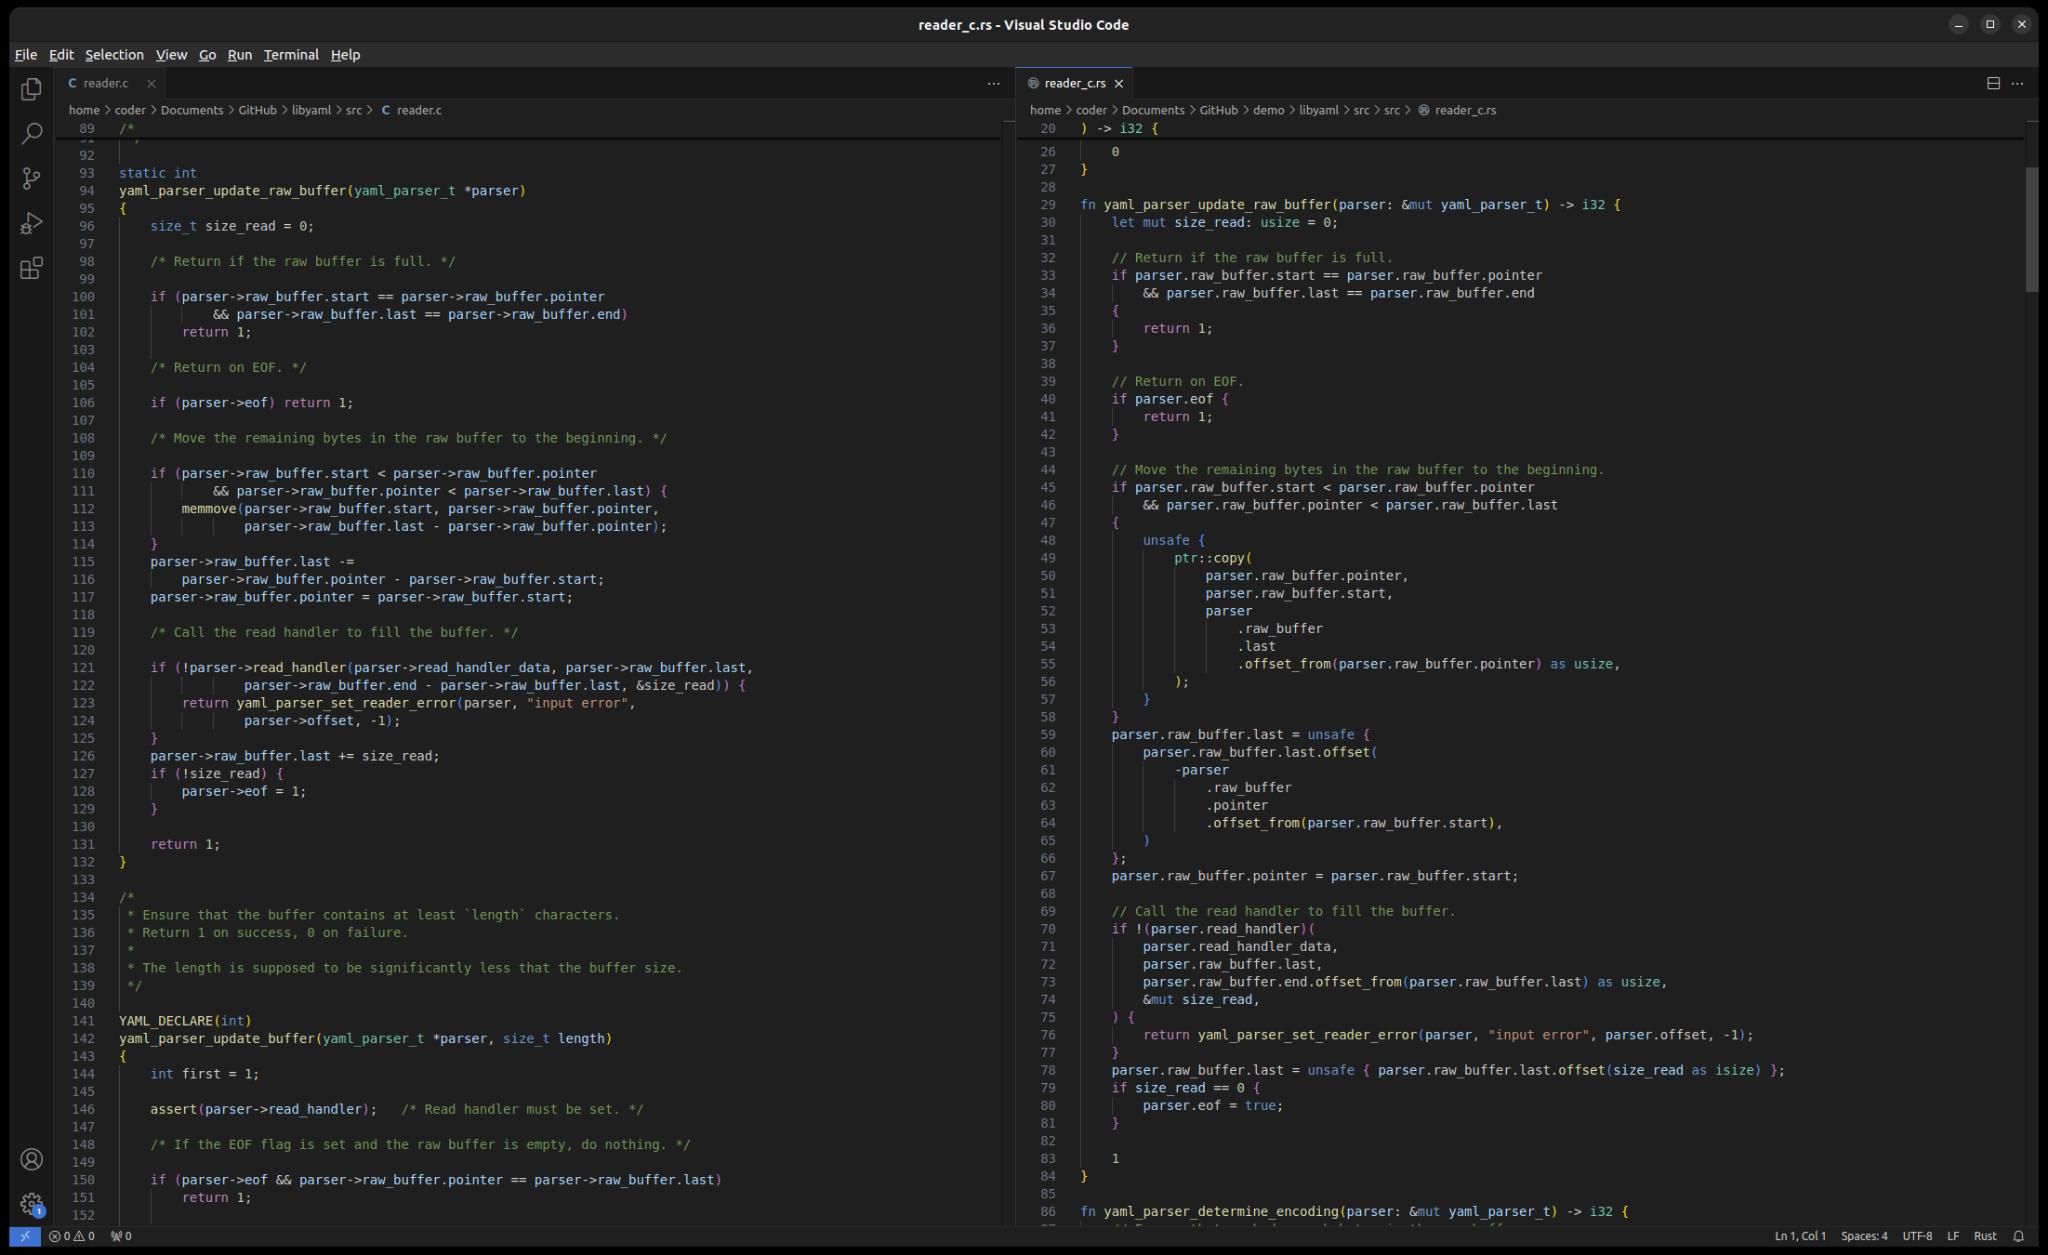 reader_c.rs - Visual Studio Code
File Edit Selection View Go Run Terminal Help
C reader.c
home > coder > Documents > GitHub > libyaml > src > C reader.c
89 /*
92
93 static int
94 yaml_parser_update_raw_buffer(yaml_parser_t *parser)
95 {
96     size_t size_read = 0;
97
98     /* Return if the raw buffer is full. */
99
100     if (parser->raw_buffer.start == parser->raw_buffer.pointer
101             && parser->raw_buffer.last == parser->raw_buffer.end)
102         return 1;
103
104     /* Return on EOF. */
105
106     if (parser->eof) return 1;
107
108     /* Move the remaining bytes in the raw buffer to the beginning. */
109
110     if (parser->raw_buffer.start < parser->raw_buffer.pointer
111             && parser->raw_buffer.pointer < parser->raw_buffer.last) {
112         memmove(parser->raw_buffer.start, parser->raw_buffer.pointer,
113                 parser->raw_buffer.last - parser->raw_buffer.pointer);
114     }
115     parser->raw_buffer.last -=
116         parser->raw_buffer.pointer - parser->raw_buffer.start;
117     parser->raw_buffer.pointer = parser->raw_buffer.start;
118
119     /* Call the read handler to fill the buffer. */
120
121     if (!parser->read_handler(parser->read_handler_data, parser->raw_buffer.last,
122                 parser->raw_buffer.end - parser->raw_buffer.last, &size_read)) {
123         return yaml_parser_set_reader_error(parser, "input error",
124                 parser->offset, -1);
125     }
126     parser->raw_buffer.last += size_read;
127     if (!size_read) {
128         parser->eof = 1;
129     }
130
131     return 1;
132 }
133
134 /*
135  * Ensure that the buffer contains at least `length` characters.
136  * Return 1 on success, 0 on failure.
137  *
138  * The length is supposed to be significantly less that the buffer size.
139  */
140
141 YAML_DECLARE(int)
142 yaml_parser_update_buffer(yaml_parser_t *parser, size_t length)
143 {
144     int first = 1;
145
146     assert(parser->read_handler);   /* Read handler must be set. */
147
148     /* If the EOF flag is set and the raw buffer is empty, do nothing. */
149
150     if (parser->eof && parser->raw_buffer.pointer == parser->raw_buffer.last)
151         return 1;
152
reader_c.rs
home > coder > Documents > GitHub > demo > libyaml > src > src > reader_c.rs
20 ) -> i32 {
26     0
27 }
28
29 fn yaml_parser_update_raw_buffer(parser: &mut yaml_parser_t) -> i32 {
30     let mut size_read: usize = 0;
31
32     // Return if the raw buffer is full.
33     if parser.raw_buffer.start == parser.raw_buffer.pointer
34         && parser.raw_buffer.last == parser.raw_buffer.end
35     {
36         return 1;
37     }
38
39     // Return on EOF.
40     if parser.eof {
41         return 1;
42     }
43
44     // Move the remaining bytes in the raw buffer to the beginning.
45     if parser.raw_buffer.start < parser.raw_buffer.pointer
46         && parser.raw_buffer.pointer < parser.raw_buffer.last
47     {
48         unsafe {
49             ptr::copy(
50                 parser.raw_buffer.pointer,
51                 parser.raw_buffer.start,
52                 parser
53                     .raw_buffer
54                     .last
55                     .offset_from(parser.raw_buffer.pointer) as usize,
56             );
57         }
58     }
59     parser.raw_buffer.last = unsafe {
60         parser.raw_buffer.last.offset(
61             -parser
62                 .raw_buffer
63                 .pointer
64                 .offset_from(parser.raw_buffer.start),
65         )
66     };
67     parser.raw_buffer.pointer = parser.raw_buffer.start;
68
69     // Call the read handler to fill the buffer.
70     if !(parser.read_handler)(
71         parser.read_handler_data,
72         parser.raw_buffer.last,
73         parser.raw_buffer.end.offset_from(parser.raw_buffer.last) as usize,
74         &mut size_read,
75     ) {
76         return yaml_parser_set_reader_error(parser, "input error", parser.offset, -1);
77     }
78     parser.raw_buffer.last = unsafe { parser.raw_buffer.last.offset(size_read as isize) };
79     if size_read == 0 {
80         parser.eof = true;
81     }
82
83     1
84 }
85
86 fn yaml_parser_determine_encoding(parser: &mut yaml_parser_t) -> i32 {
1
0 0 0 Ln 1, Col 1 Spaces: 4 UTF-8 LF Rust